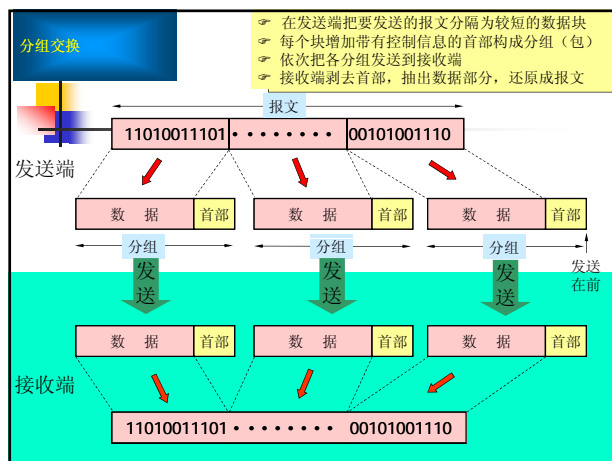 分组交换
☞ 在发送端把要发送的报文分隔为较短的数据块
☞ 每个块增加带有控制信息的首部构成分组（包）
☞ 依次把各分组发送到接收端
☞ 接收端剥去首部，抽出数据部分，还原成报文
报文
11010011101 · · · · · · · · 00101001110
发送端
数 据 首部 数 据 首部 数 据 首部
分组 分组 分组
发送 发送 发送
发送
在前
数 据 首部 数 据 首部 数 据 首部
接收端
11010011101 · · · · · · · · 00101001110